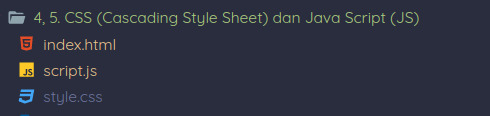 4, 5. CSS (Cascading Style Sheet) dan Java Script (JS)
index.html
JS script.js
style.css